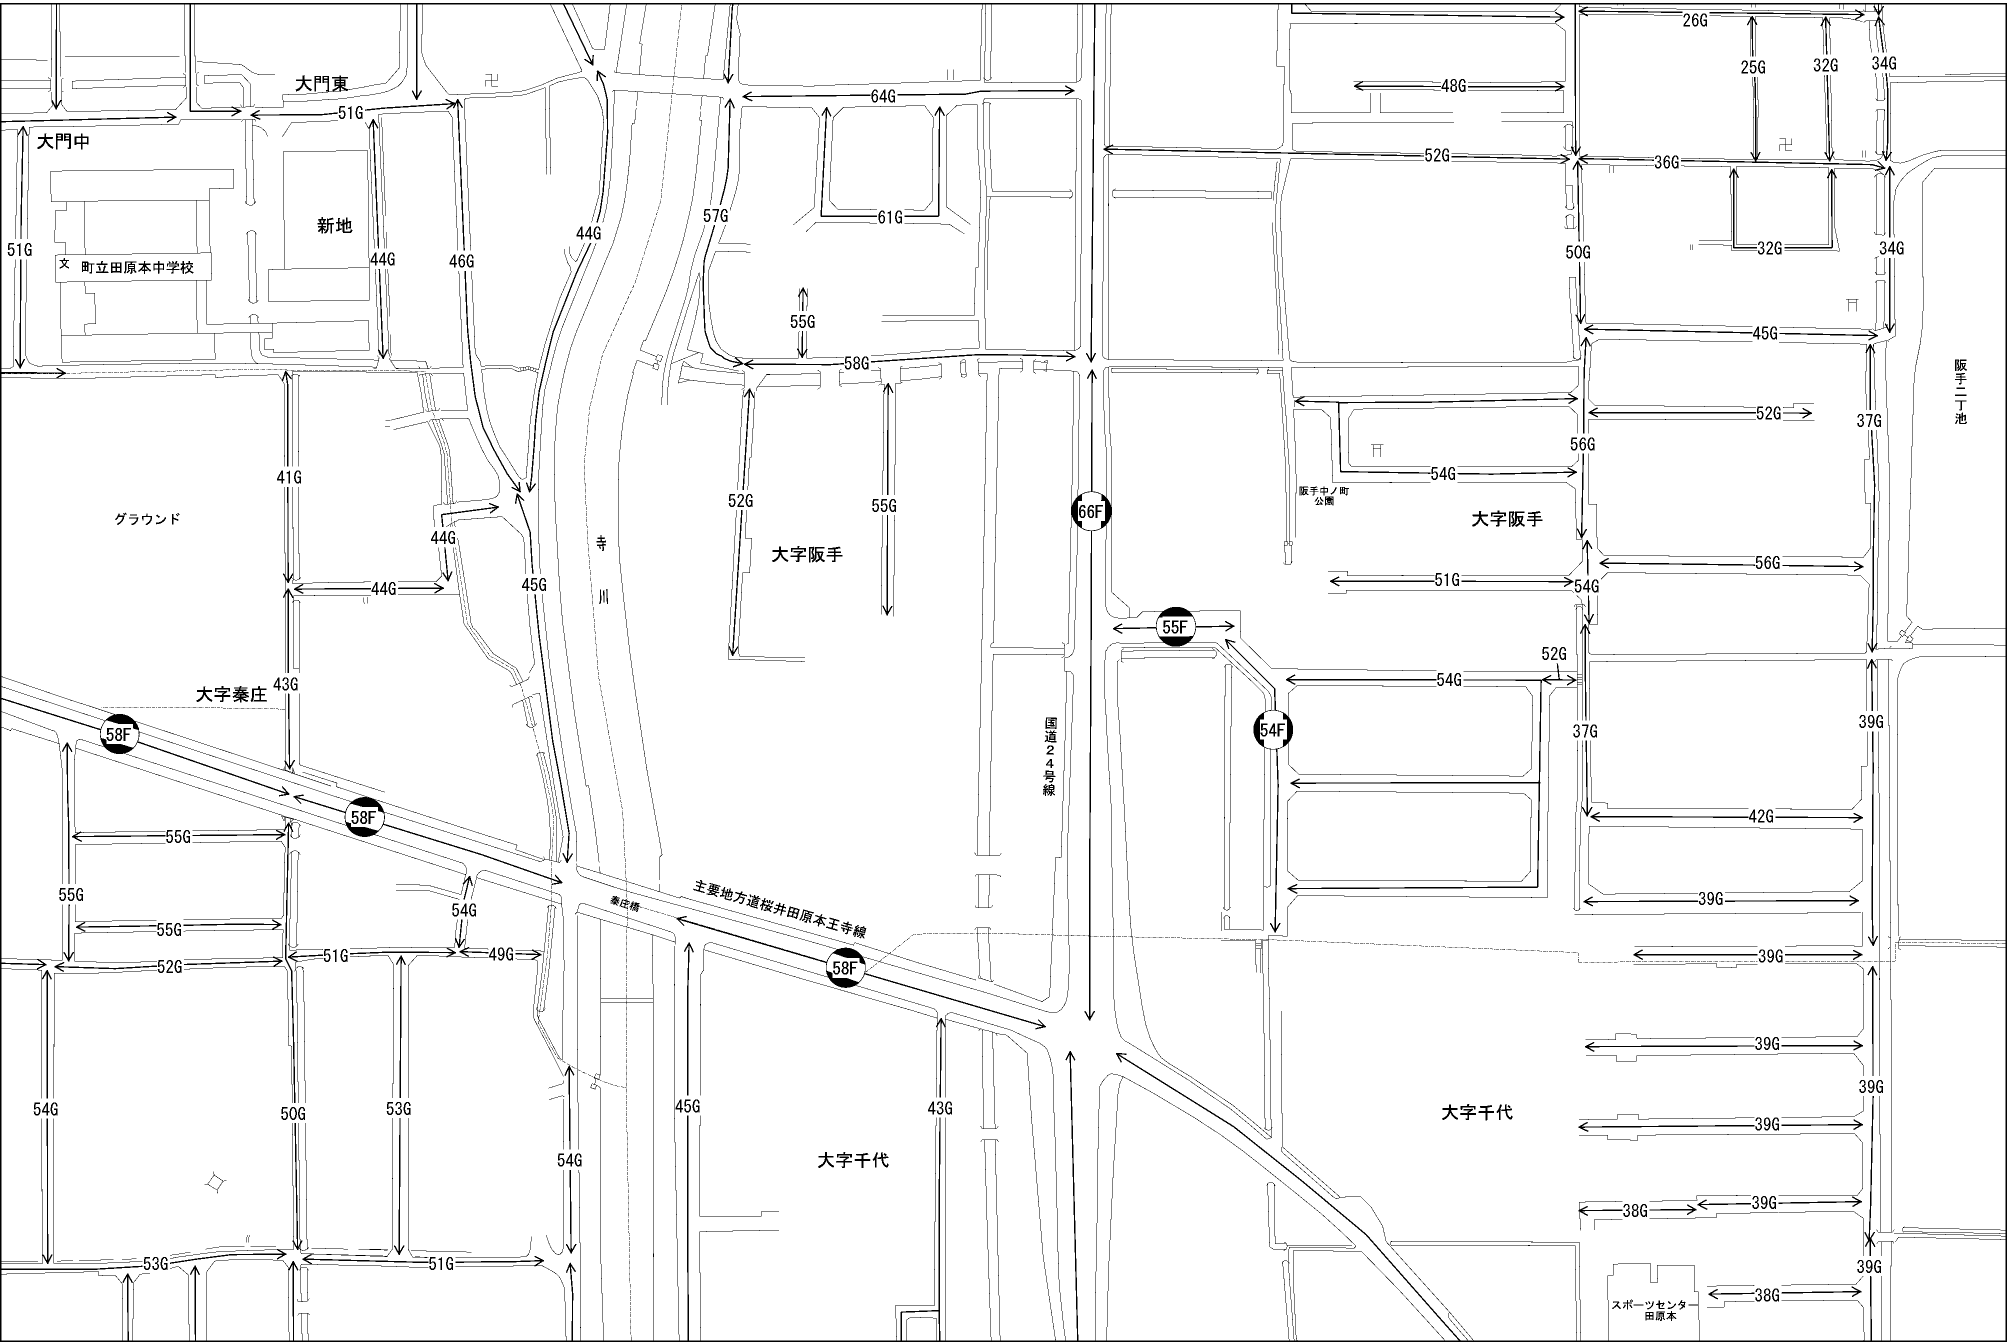 26G
25G
32G
34G
大門東
48G
64G
51G
大門中
52G
36G
57G
61G
新地
44G
51G
44G
46G
50G
32G
34G
文
町立田原本中学校
55G
45G
58G
阪手二丁池
52G
37G
56G
41G
54G
阪手中ノ町
公園
52G
55G
66F
グラウンド
大字阪手
44G
寺川
大字阪手
56G
45G
44G
51G
54G
55F
52G
43G
大字秦庄
54G
39G
国道24号線
54F
37G
58F
58F
42G
55G
主要地方道桜井田原本王寺線
55G
39G
秦庄橋
54G
55G
51G
49G
39G
52G
58F
39G
39G
54G
50G
53G
45G
43G
大字千代
39G
54G
大字千代
39G
38G
53G
51G
39G
38G
スポーツセンター
田原本